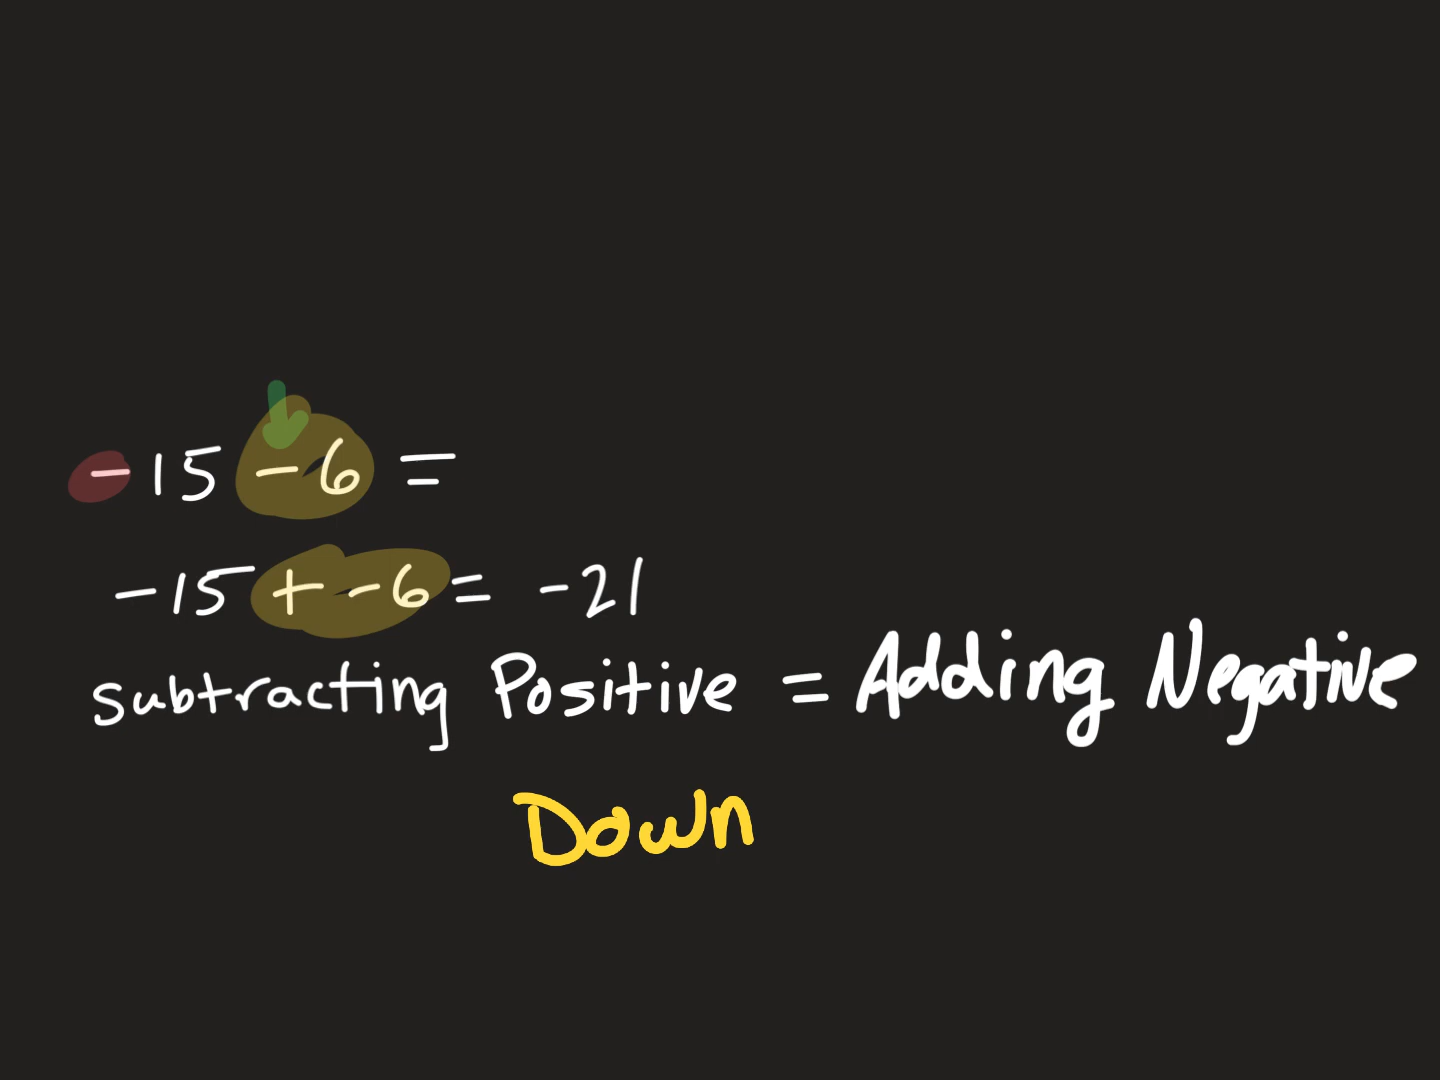 -15 - 6 =
-15 + -6 = -21
subtracting Positive = Adding Negative
Down